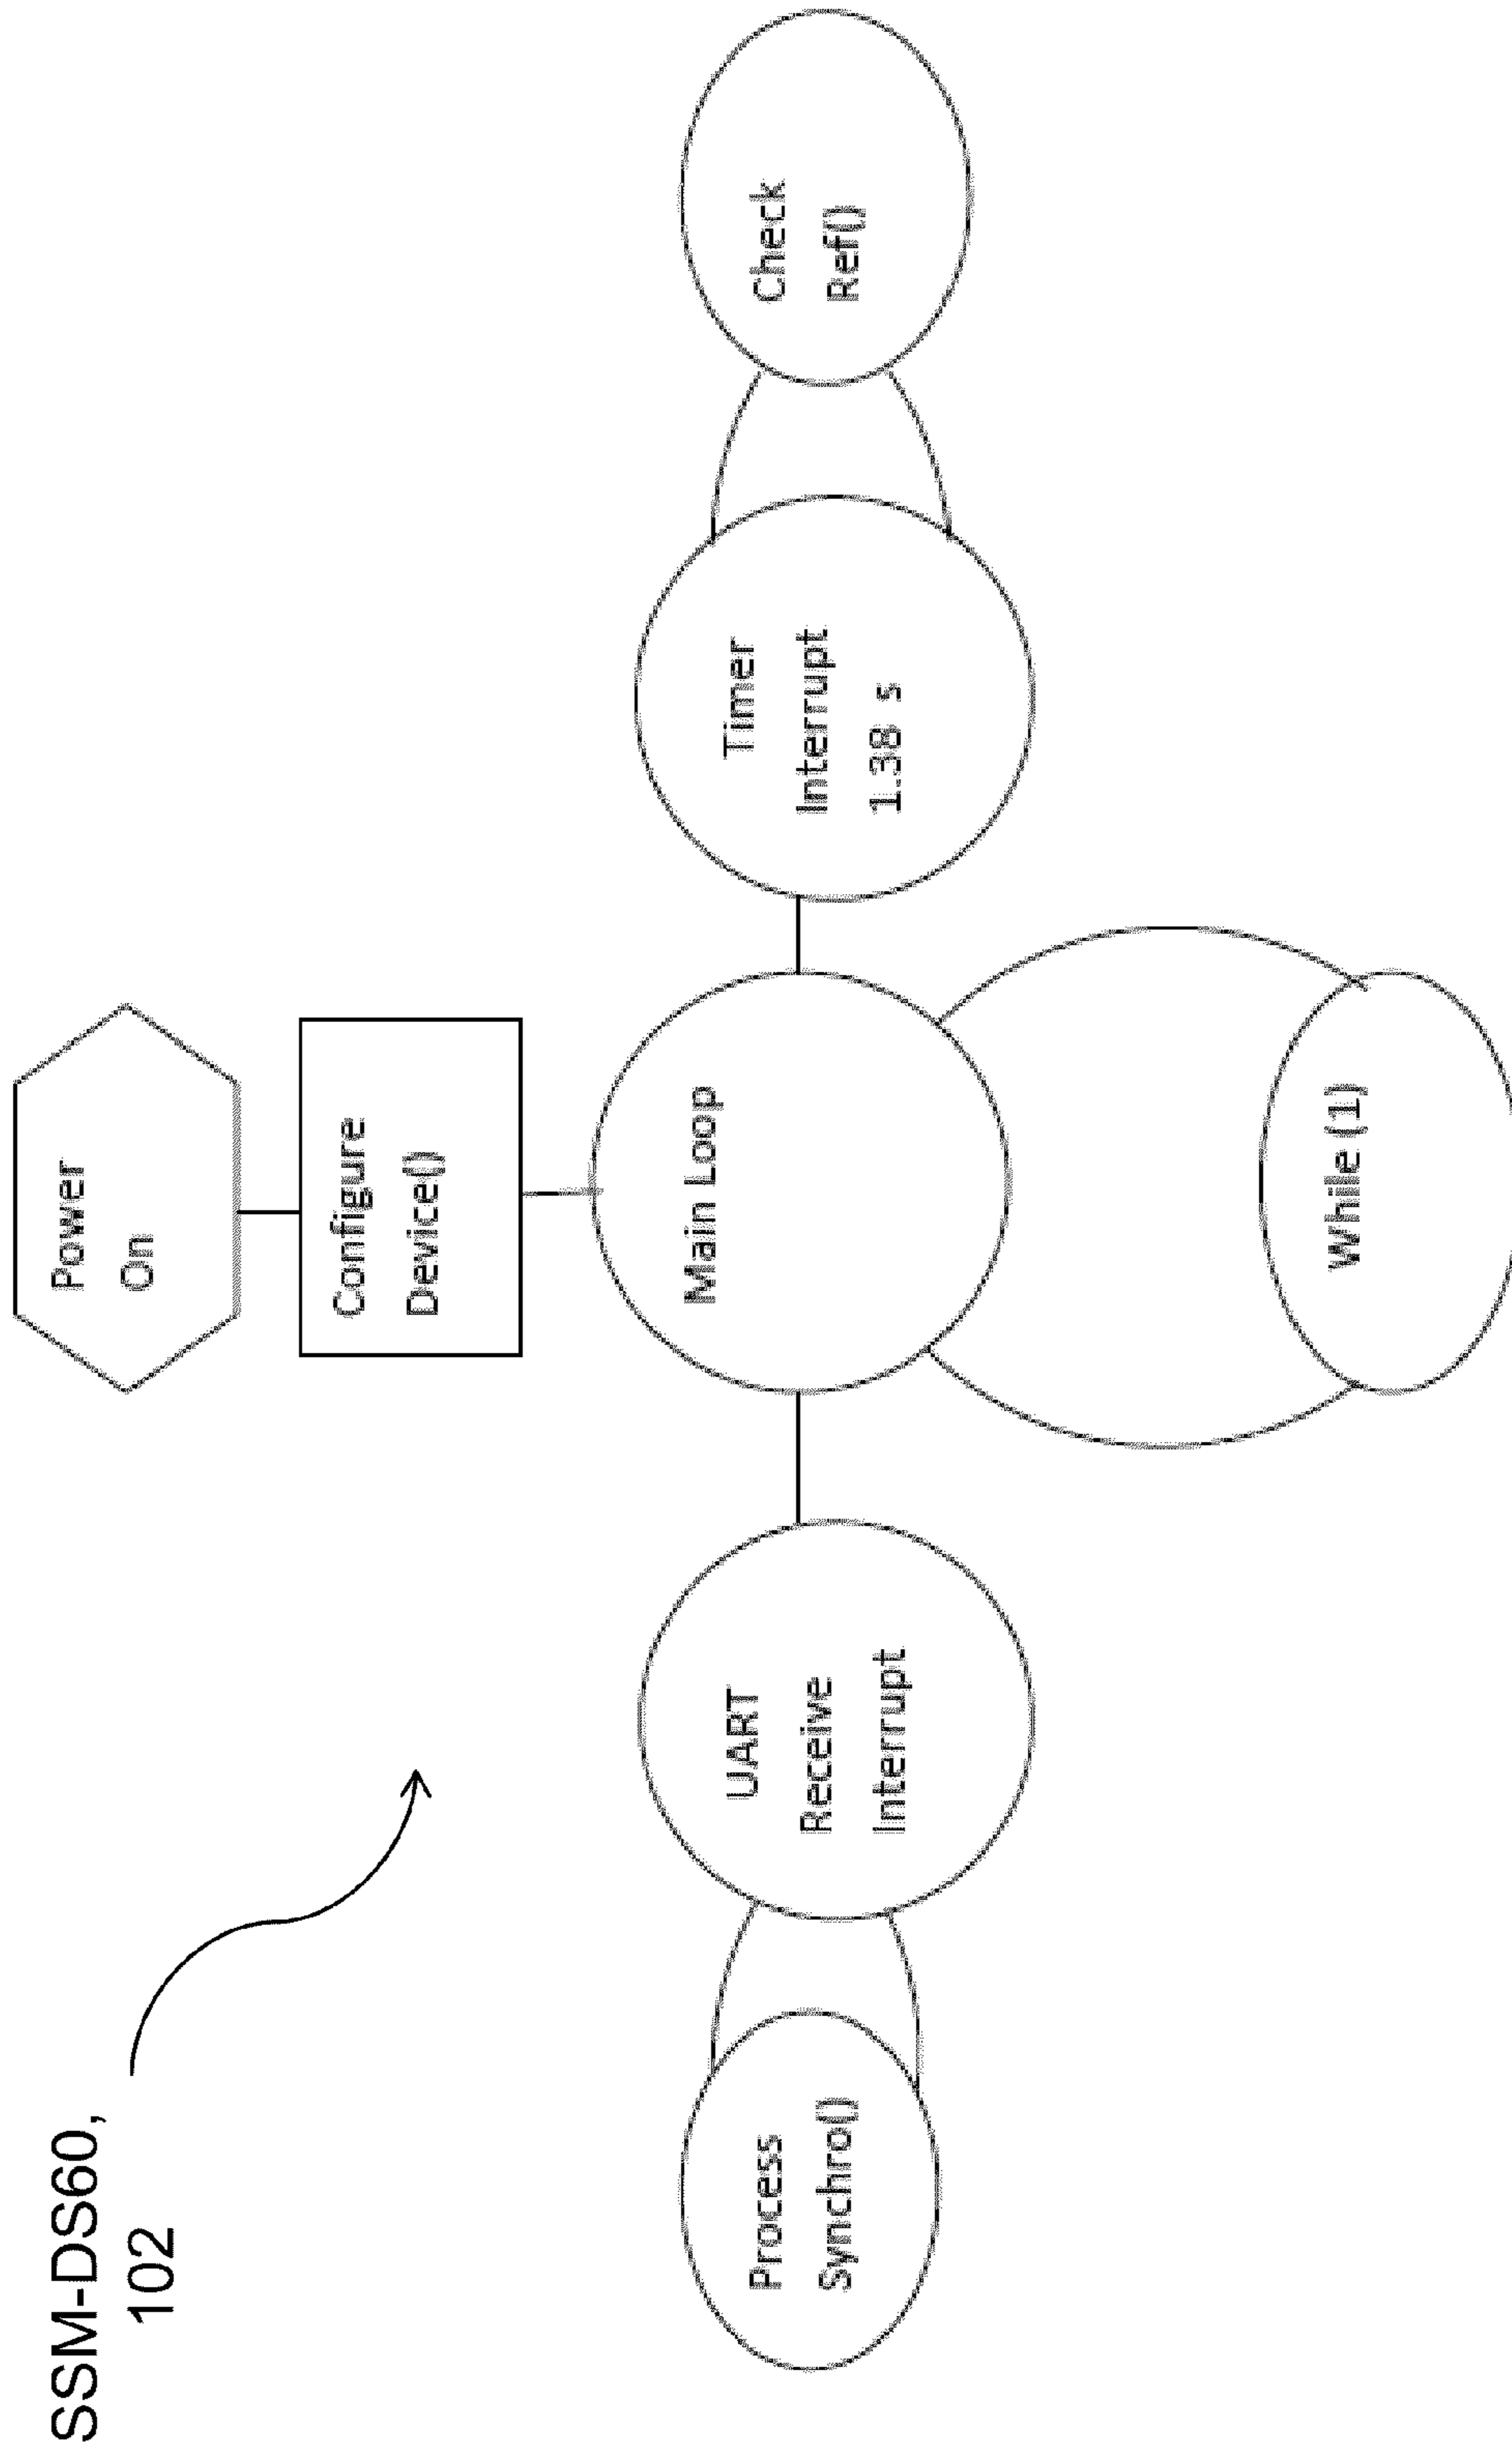 SSM-DS60,
102
Power
On
Configure
Device()
Main Loop
Process
Synchro()
UART
Receive
Interrupt
Timer
Interrupt
1.38 s
Check
Ref()
While (1)